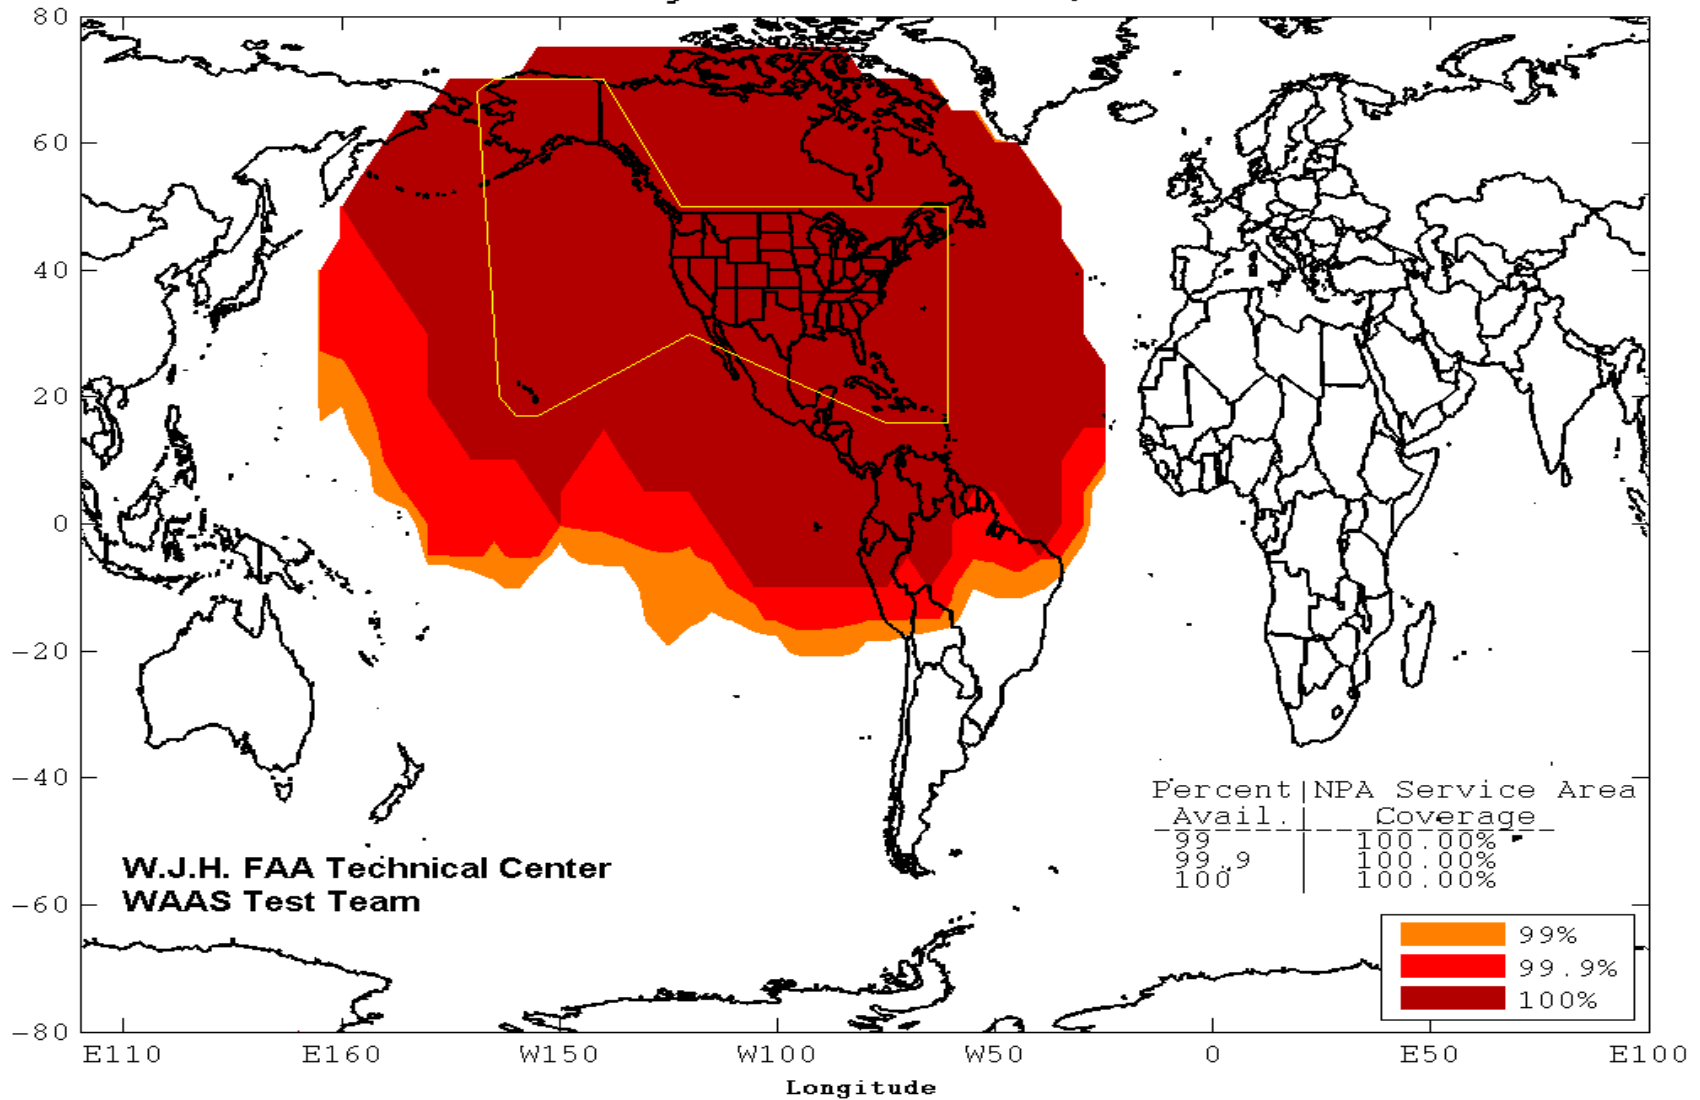 80
60
40
20
0
-20
-40
-60
-80
Percent|NPA Service Area
Avail.| Coverage
99 | 100.00%
99.9 | 100.00%
100 | 100.00%
W.J.H. FAA Technical Center
WAAS Test Team
99%
99.9%
100%
E110 E160 W150 W100 W50 0 E50 E100
Longitude